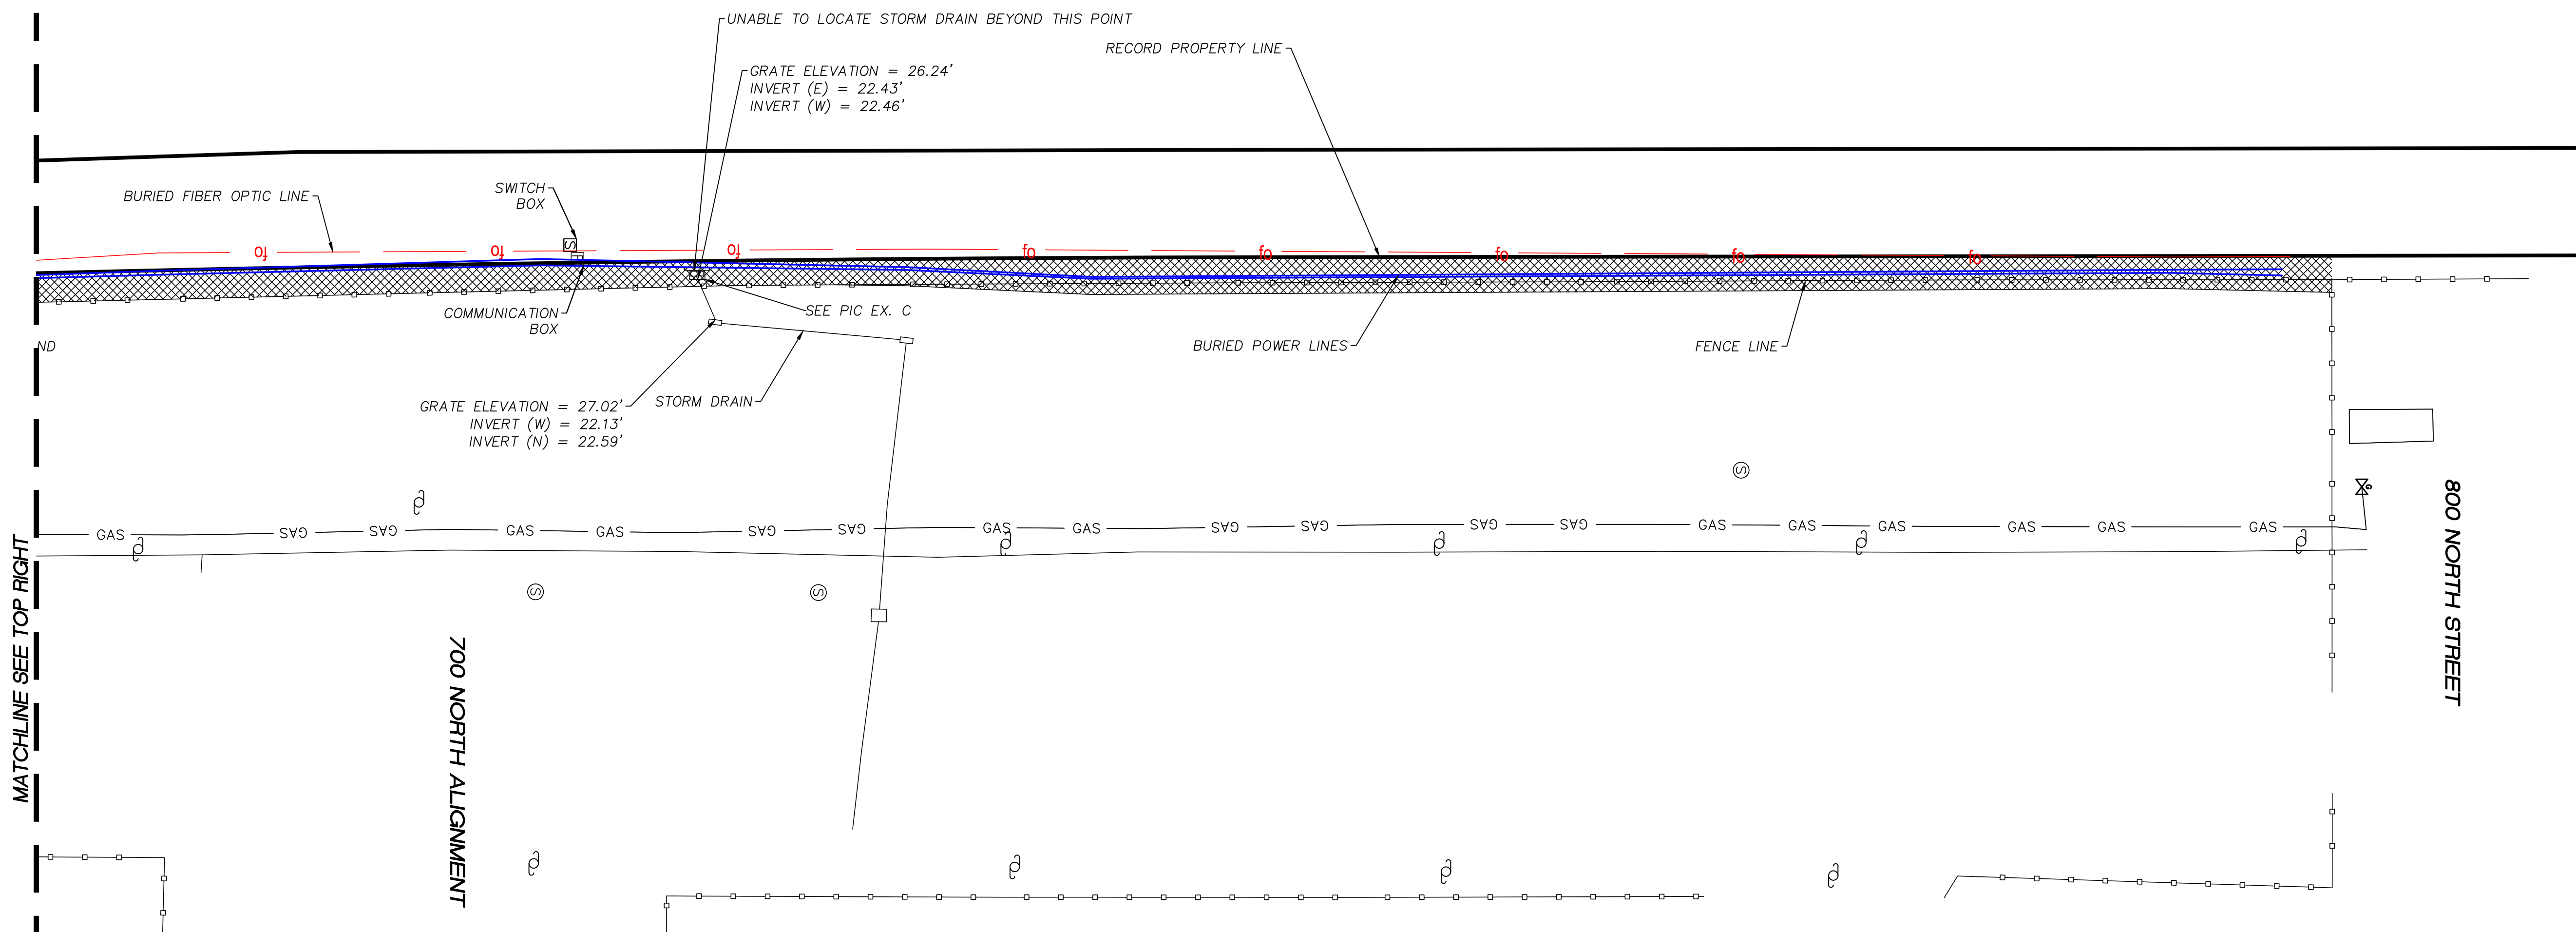 UNABLE TO LOCATE STORM DRAIN BEYOND THIS POINT
RECORD PROPERTY LINE
GRATE ELEVATION = 26.24'
INVERT (E) = 22.43'
INVERT (W) = 22.46'
BURIED FIBER OPTIC LINE
SWITCH
BOX
S
fo fo fo fo fo fo fo fo
T
COMMUNICATION
BOX
SEE PIC EX. C
ND
BURIED POWER LINES
FENCE LINE
GRATE ELEVATION = 27.02'
INVERT (W) = 22.13'
INVERT (N) = 22.59'
STORM DRAIN
S
G
GAS GAS GAS GAS GAS GAS GAS GAS GAS GAS GAS GAS GAS GAS GAS GAS GAS GAS GAS
S
S
MATCHLINE SEE TOP RIGHT
700 NORTH ALIGNMENT
800 NORTH STREET